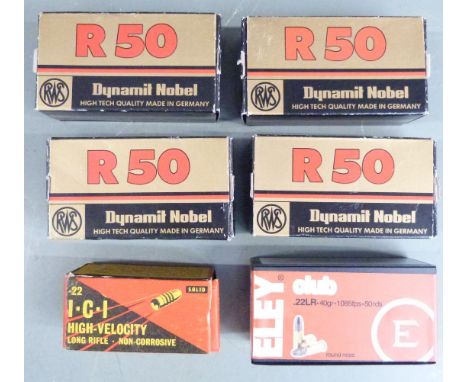 R 50
RWS
Dynamit Nobel
HIGH TECH QUALITY MADE IN GERMANY
R 50
RWS
Dynamit Nobel
HIGH TECH QUALITY MADE IN GERMANY
R 50
RWS
Dynamit Nobel
HIGH TECH QUALITY MADE IN GERMANY
R 50
RWS
Dynamit Nobel
HIGH TECH QUALITY MADE IN GERMANY
·22
SOLID
I·C·I
HIGH-VELOCITY
LONG RIFLE · NON-CORROSIVE
ELEY®
club
.22LR·40gr·1085fps·50rds
E
round nose